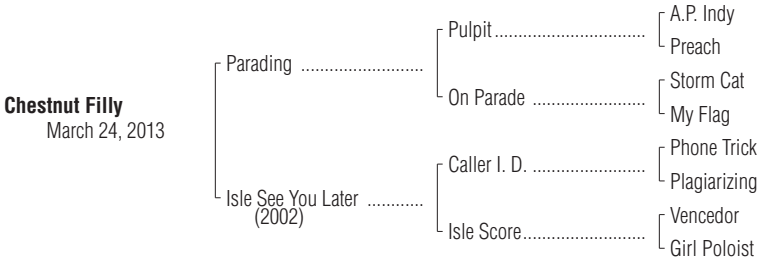 Chestnut Filly
March 24, 2013
Parading ........................
Isle See You Later ............
(2002)
Pulpit ..............................
On Parade .......................
Caller I. D. .......................
Isle Score .........................
A.P. Indy
Preach
Storm Cat
My Flag
Phone Trick
Plagiarizing
Vencedor
Girl Poloist